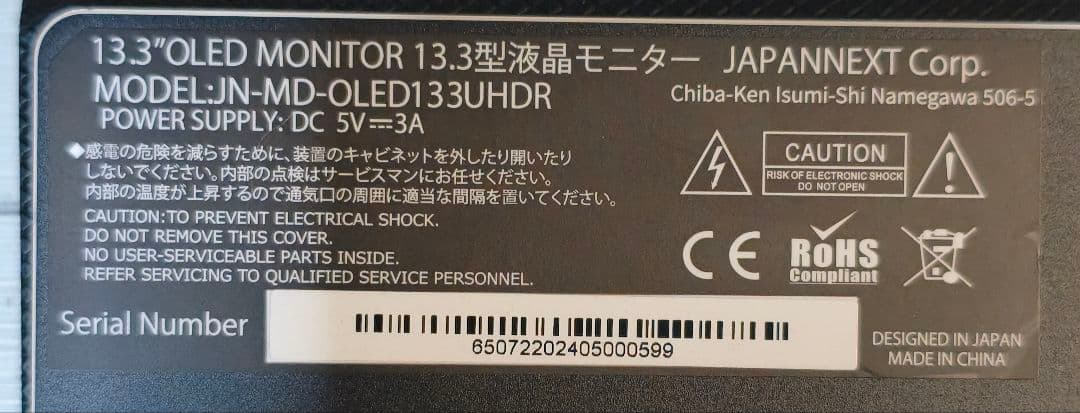 13.3"OLED MONITOR 13.3型液晶モニター JAPANNEXT Corp.
MODEL:JN-MD-OLED133UHDR
Chiba-Ken Isumi-Shi Namegawa 506-5
POWER SUPPLY: DC 5V⎓3A
◆感電の危険を減らすために、装置のキャビネットを外したり開いたり
しないでください。内部の点検はサービスマンにお任せください。
内部の温度が上昇するので通気口の周囲に適当な間隔を置いてください。
CAUTION:TO PREVENT ELECTRICAL SHOCK.
DO NOT REMOVE THIS COVER.
NO USER-SERVICEABLE PARTS INSIDE.
REFER SERVICING TO QUALIFIED SERVICE PERSONNEL.
CAUTION
RISK OF ELECTRONIC SHOCK
DO NOT OPEN
CE
RoHS
Compliant
Serial Number
65072202405000599
DESIGNED IN JAPAN
MADE IN CHINA